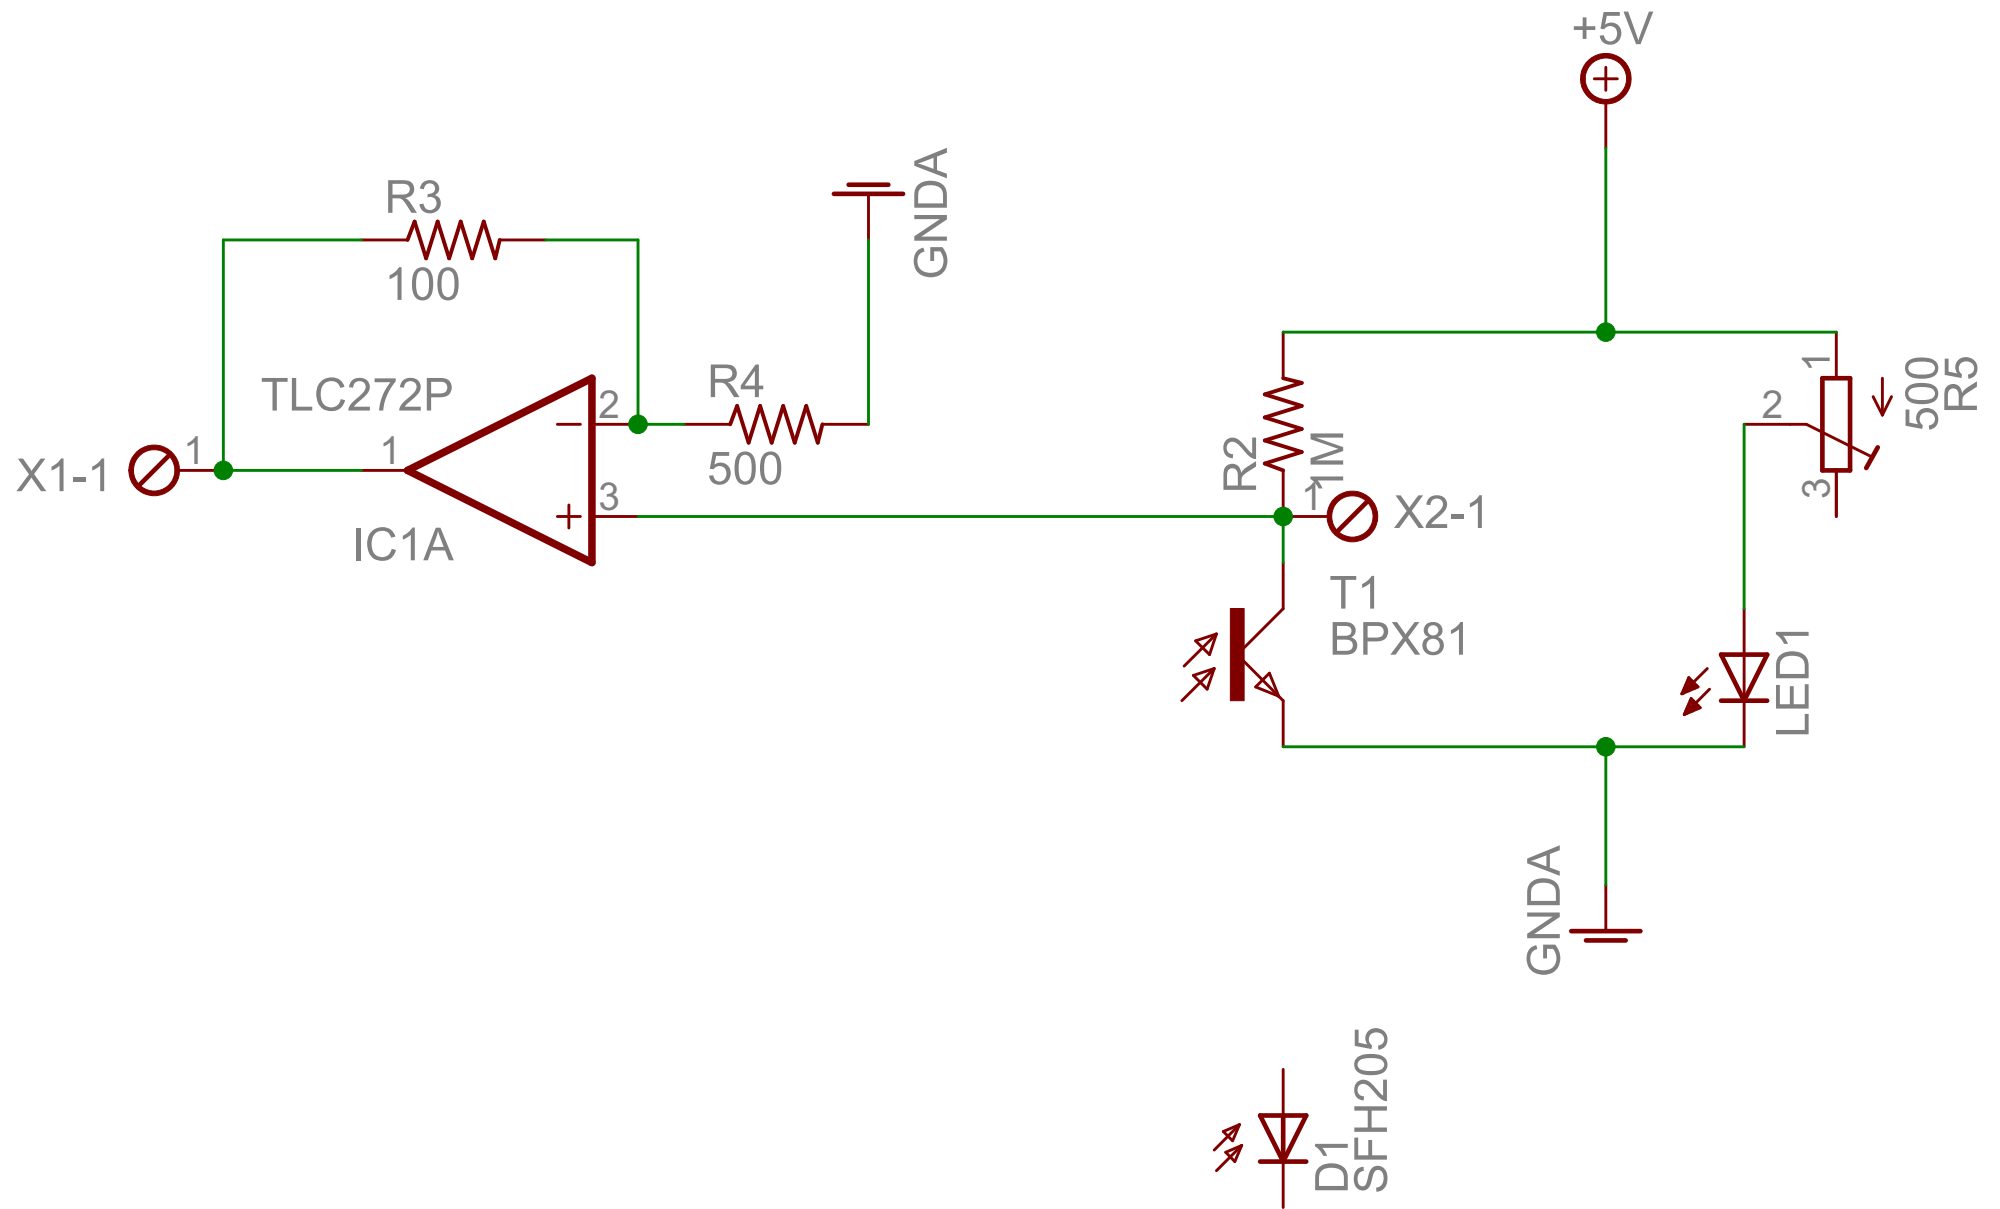 +5V
R3
100
GNDA
TLC272P
2
R4
500
1
1
X1-1
3
IC1A
R2
1M
1
X2-1
1
2
3
500
R5
T1
BPX81
LED1
GNDA
D1
SFH205